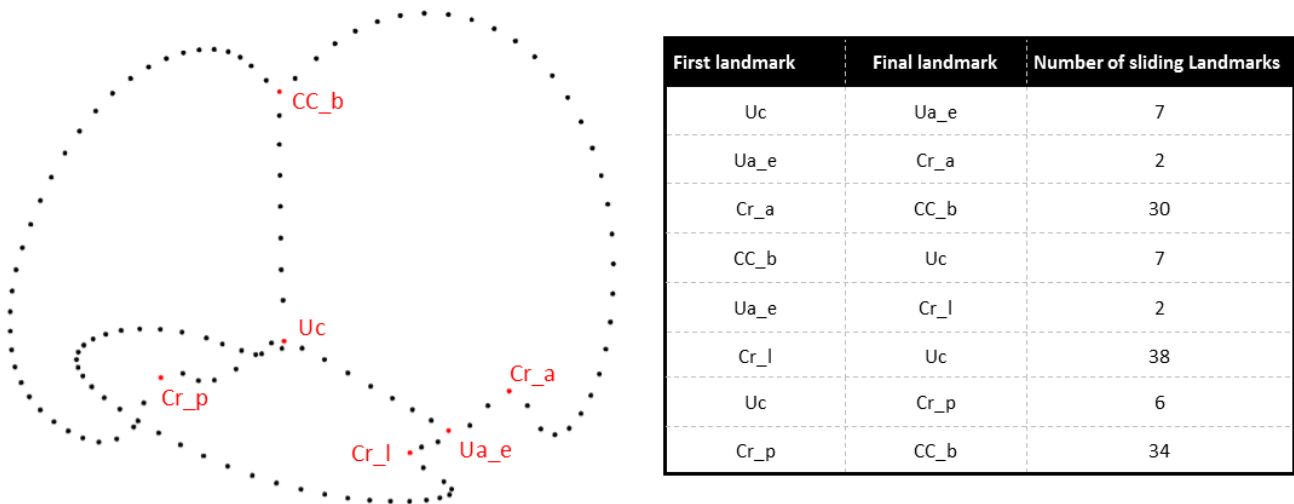 CC_b
Uc
Cr_a
Cr_p
Ua_e
Cr_l
First landmark Final landmark Number of sliding Landmarks
Uc Ua_e 7
Ua_e Cr_a 2
Cr_a CC_b 30
CC_b Uc 7
Ua_e Cr_l 2
Cr_l Uc 38
Uc Cr_p 6
Cr_p CC_b 34